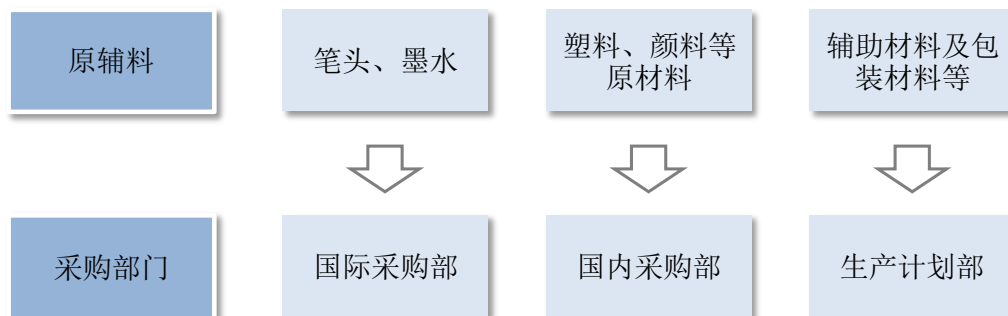 原辅料
笔头、墨水
塑料、颜料等
原材料
辅助材料及包
装材料等
采购部门
国际采购部
国内采购部
生产计划部